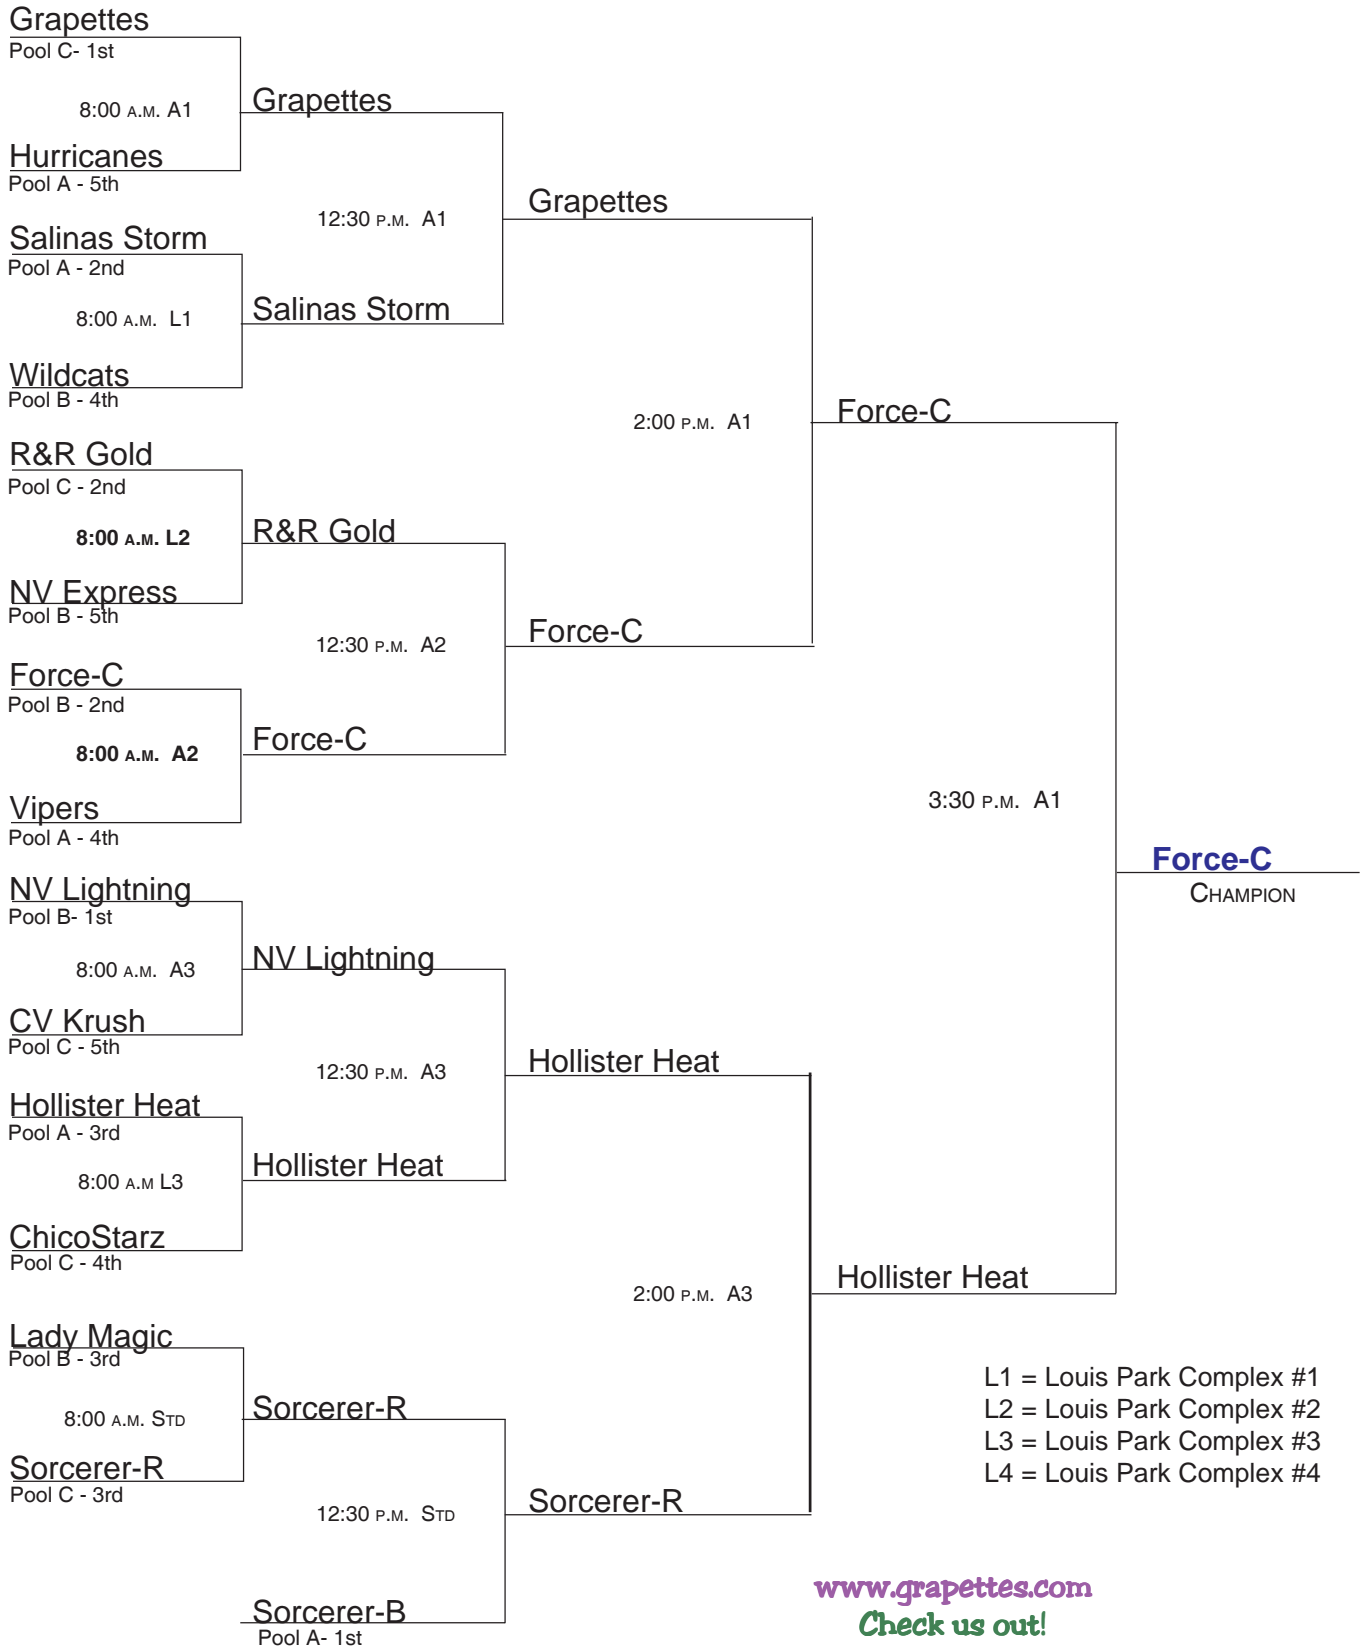 Grapettes
Pool C- 1st
8:00 A.M. A1
Hurricanes
Pool A - 5th
Salinas Storm
Pool A - 2nd
8:00 A.M. L1
Wildcats
Pool B - 4th
R&R Gold
Pool C - 2nd
8:00 A.M. L2
NV Express
Pool B - 5th
Force-C
Pool B - 2nd
8:00 A.M. A2
Vipers
Pool A - 4th
NV Lightning
Pool B- 1st
8:00 A.M. A3
CV Krush
Pool C - 5th
Hollister Heat
Pool A - 3rd
8:00 A.M L3
ChicoStarz
Pool C - 4th
Lady Magic
Pool B - 3rd
8:00 A.M. STD
Sorcerer-R
Pool C - 3rd
Grapettes
12:30 P.M. A1
Salinas Storm
R&R Gold
12:30 P.M. A2
Force-C
NV Lightning
12:30 P.M. A3
Hollister Heat
Sorcerer-R
12:30 P.M. STD
Sorcerer-B
Pool A- 1st
Grapettes
2:00 P.M. A1
Force-C
Hollister Heat
2:00 P.M. A3
Sorcerer-R
Force-C
3:30 P.M. A1
Hollister Heat
Force-C
CHAMPION
L1 = Louis Park Complex #1
L2 = Louis Park Complex #2
L3 = Louis Park Complex #3
L4 = Louis Park Complex #4
www.grapettes.com
Check us out!